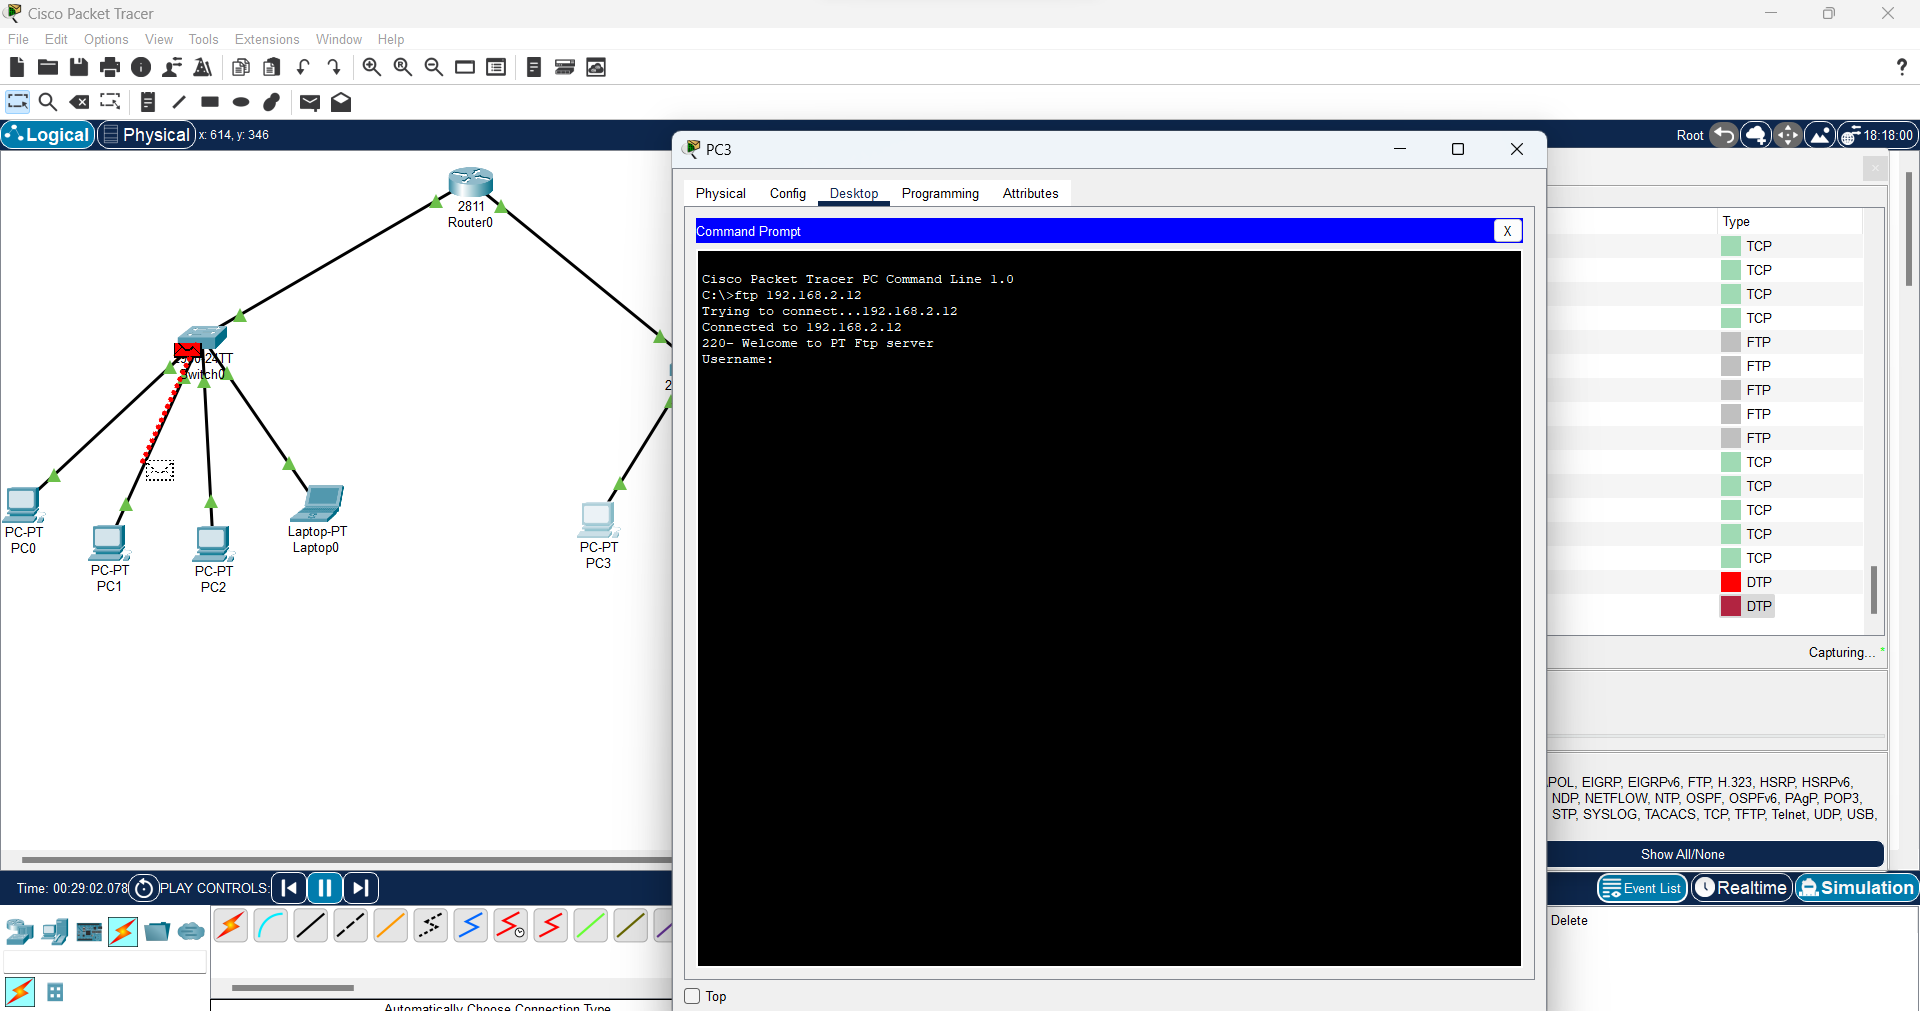 Cisco Packet Tracer
File Edit Options View Tools Extensions Window Help
Logical Physical x: 614, y: 346 Root 18:18:00
2811
Router0
24TT
Switch0
PC-PT
PC0
PC-PT
PC1
PC-PT
PC2
Laptop-PT
Laptop0
PC-PT
PC3
2
PC3
Physical Config Desktop Programming Attributes
Command Prompt X
Cisco Packet Tracer PC Command Line 1.0
C:\>ftp 192.168.2.12
Trying to connect...192.168.2.12
Connected to 192.168.2.12
220- Welcome to PT Ftp server
Username:
Top
Type
TCP
TCP
TCP
TCP
FTP
FTP
FTP
FTP
FTP
TCP
TCP
TCP
TCP
TCP
DTP
DTP
Capturing... *
POL, EIGRP, EIGRPv6, FTP, H.323, HSRP, HSRPv6,
NDP, NETFLOW, NTP, OSPF, OSPFv6, PAgP, POP3,
STP, SYSLOG, TACACS, TCP, TFTP, Telnet, UDP, USB,
Show All/None
Time: 00:29:02.078 PLAY CONTROLS:
Event List Realtime Simulation
Delete
Automatically Choose Connection Type